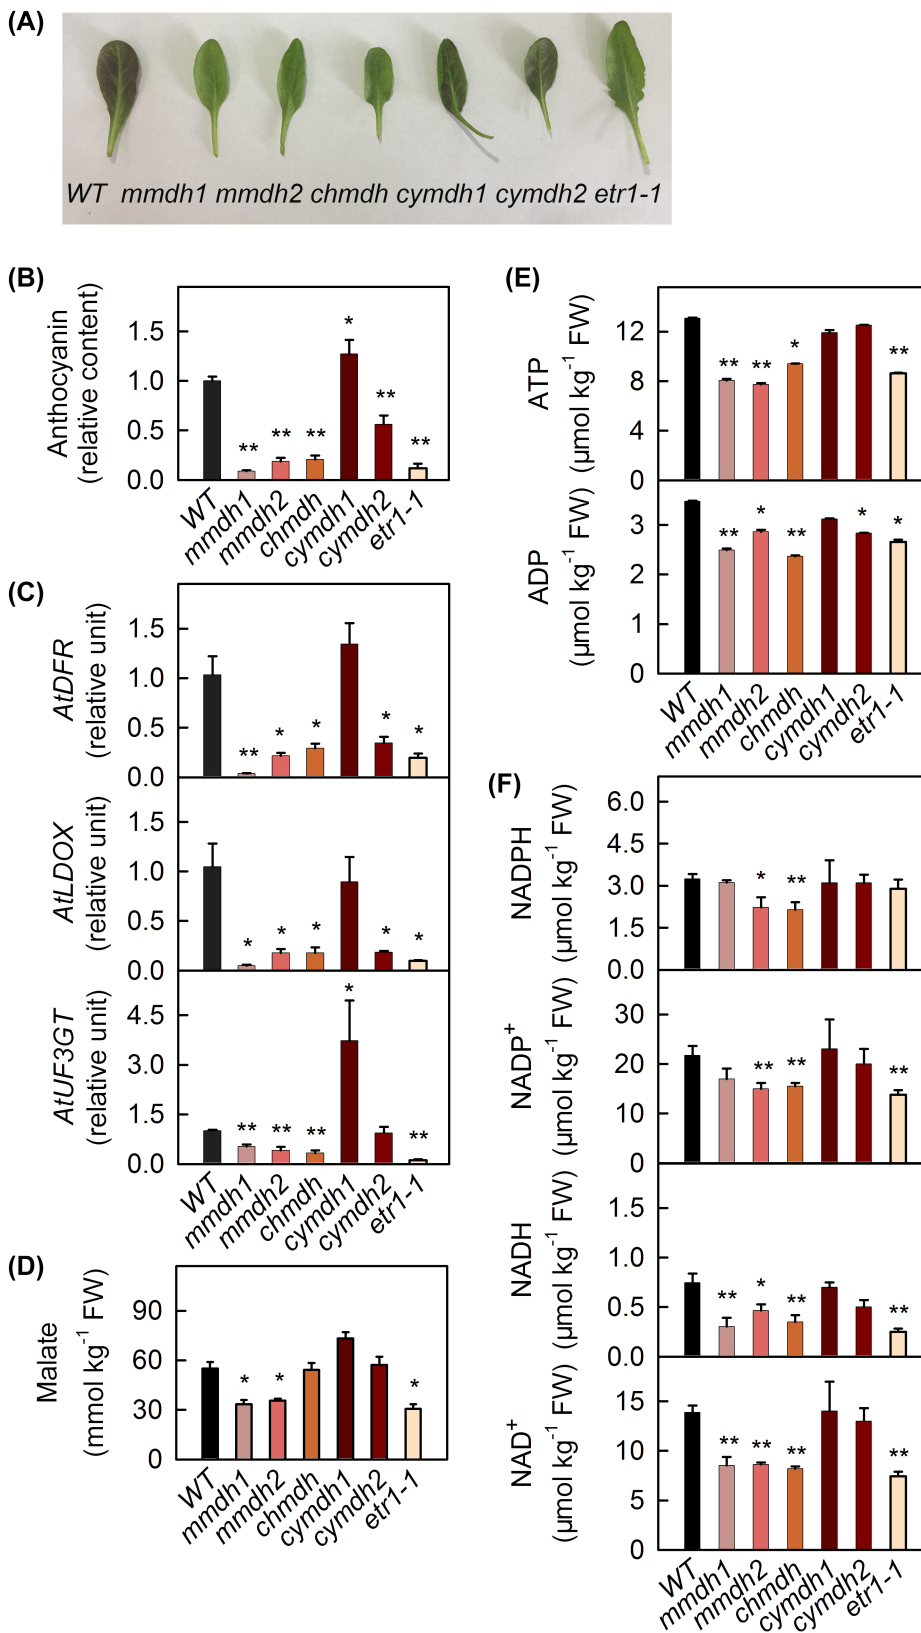 (A)
WT mmdh1 mmdh2 chmdh cymdh1 cymdh2 etr1-1
(B)
Anthocyanin
(relative content)
1.5
1.0
0.5
0.0
*
**
**
**
**
**
WT
mmdh1
mmdh2
chmdh
cymdh1
cymdh2
etr1-1
(C)
AtDFR
(relative unit)
1.5
1.0
0.5
0.0
**
*
*
*
*
AtLDOX
(relative unit)
1.5
1.0
0.5
0.0
*
*
*
*
*
AtUF3GT
(relative unit)
4.5
3.0
1.5
0.0
**
**
**
*
**
WT
mmdh1
mmdh2
chmdh
cymdh1
cymdh2
etr1-1
(D)
Malate
(mmol kg⁻¹ FW)
90
60
30
0
*
*
*
WT
mmdh1
mmdh2
chmdh
cymdh1
cymdh2
etr1-1
(E)
ATP
(µmol kg⁻¹ FW)
12
8
4
0
**
**
*
**
ADP
(µmol kg⁻¹ FW)
3
2
1
0
**
*
**
*
*
WT
mmdh1
mmdh2
chmdh
cymdh1
cymdh2
etr1-1
(F)
NADPH
(µmol kg⁻¹ FW)
6.0
4.5
3.0
1.5
0.0
*
**
NADP⁺
(µmol kg⁻¹ FW)
30
20
10
0
**
**
**
NADH
(µmol kg⁻¹ FW)
1.5
1.0
0.5
0.0
**
*
**
**
NAD⁺
(µmol kg⁻¹ FW)
15
10
5
0
**
**
**
**
WT
mmdh1
mmdh2
chmdh
cymdh1
cymdh2
etr1-1